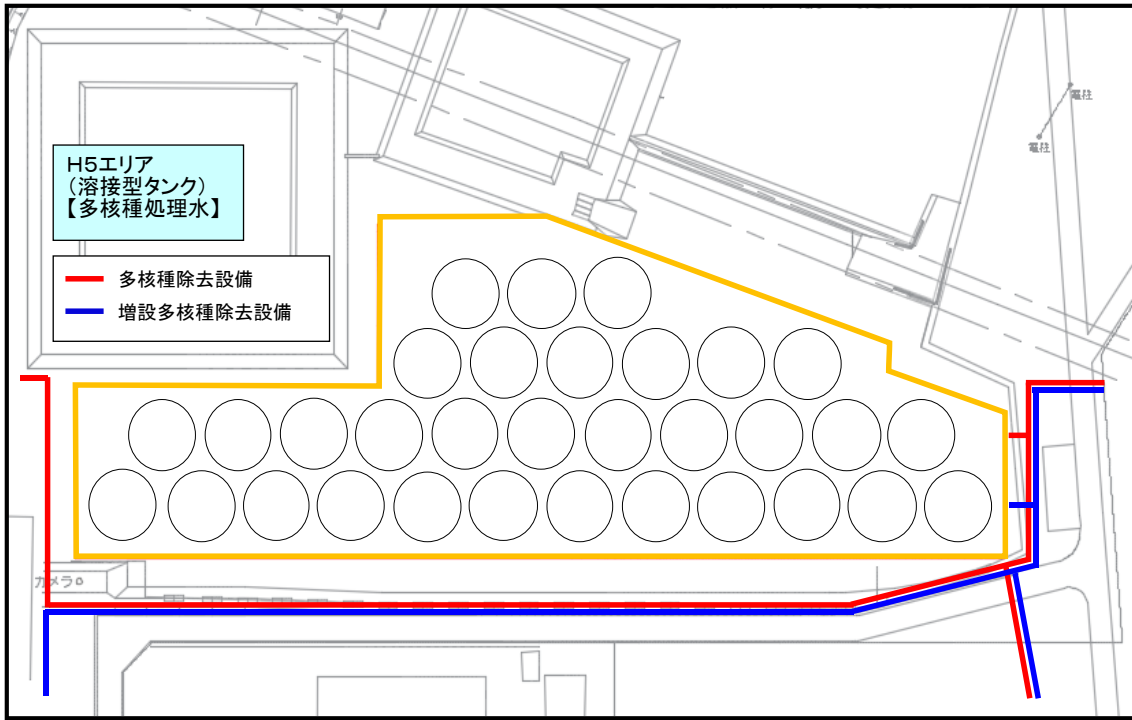 電柱
電柱
H5エリア
(溶接型タンク)
【多核種処理水】
多核種除去設備
増設多核種除去設備
カメラ